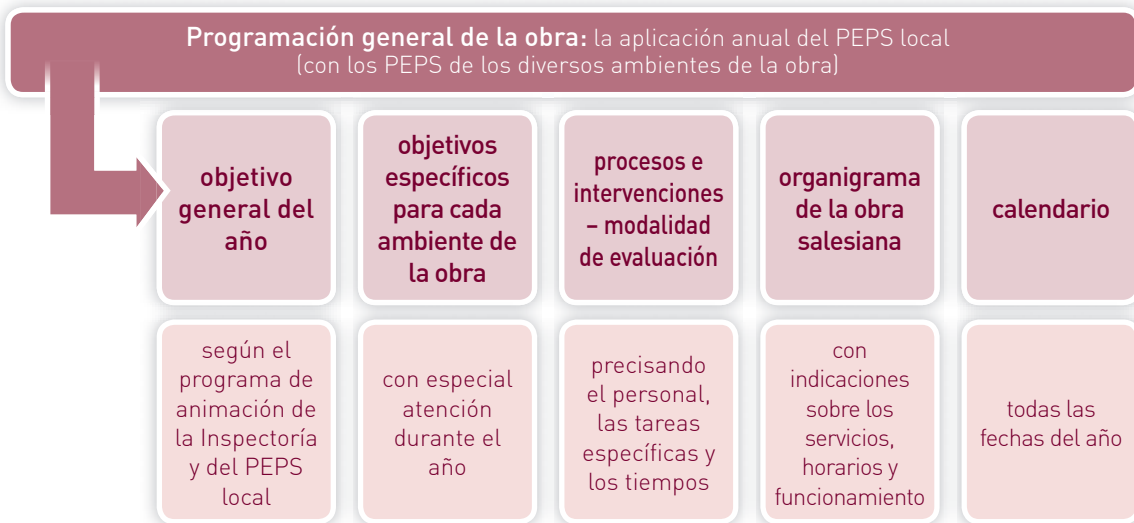 Programación general de la obra: la aplicación anual del PEPS local
(con los PEPS de los diversos ambientes de la obra)
objetivo
general del
año
objetivos
específicos
para cada
ambiente de
la obra
procesos e
intervenciones
– modalidad
de evaluación
organigrama
de la obra
salesiana
calendario
según el
programa de
animación de
la Inspectoría
y del PEPS
local
con especial
atención
durante el
año
precisando
el personal,
las tareas
específicas y
los tiempos
con
indicaciones
sobre los
servicios,
horarios y
funcionamiento
todas las
fechas del año